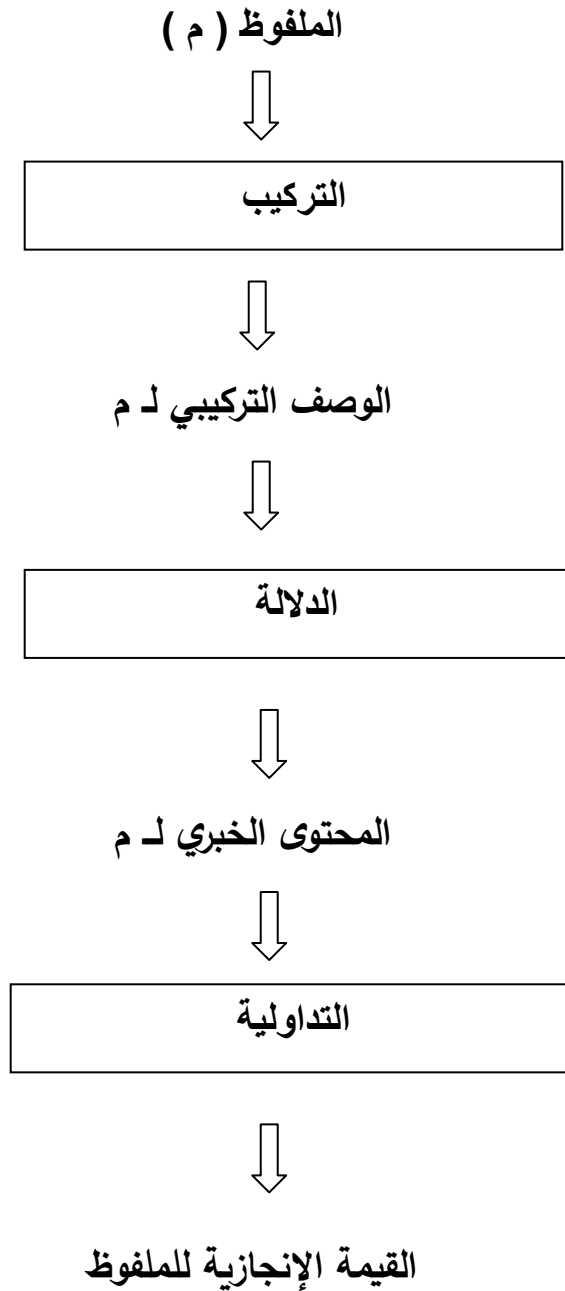 الملفوظ ( م )
التركيب
الوصف التركيبي لـ م
الدلالة
المحتوى الخبري لـ م
التداولية
القيمة الإنجازية للملفوظ